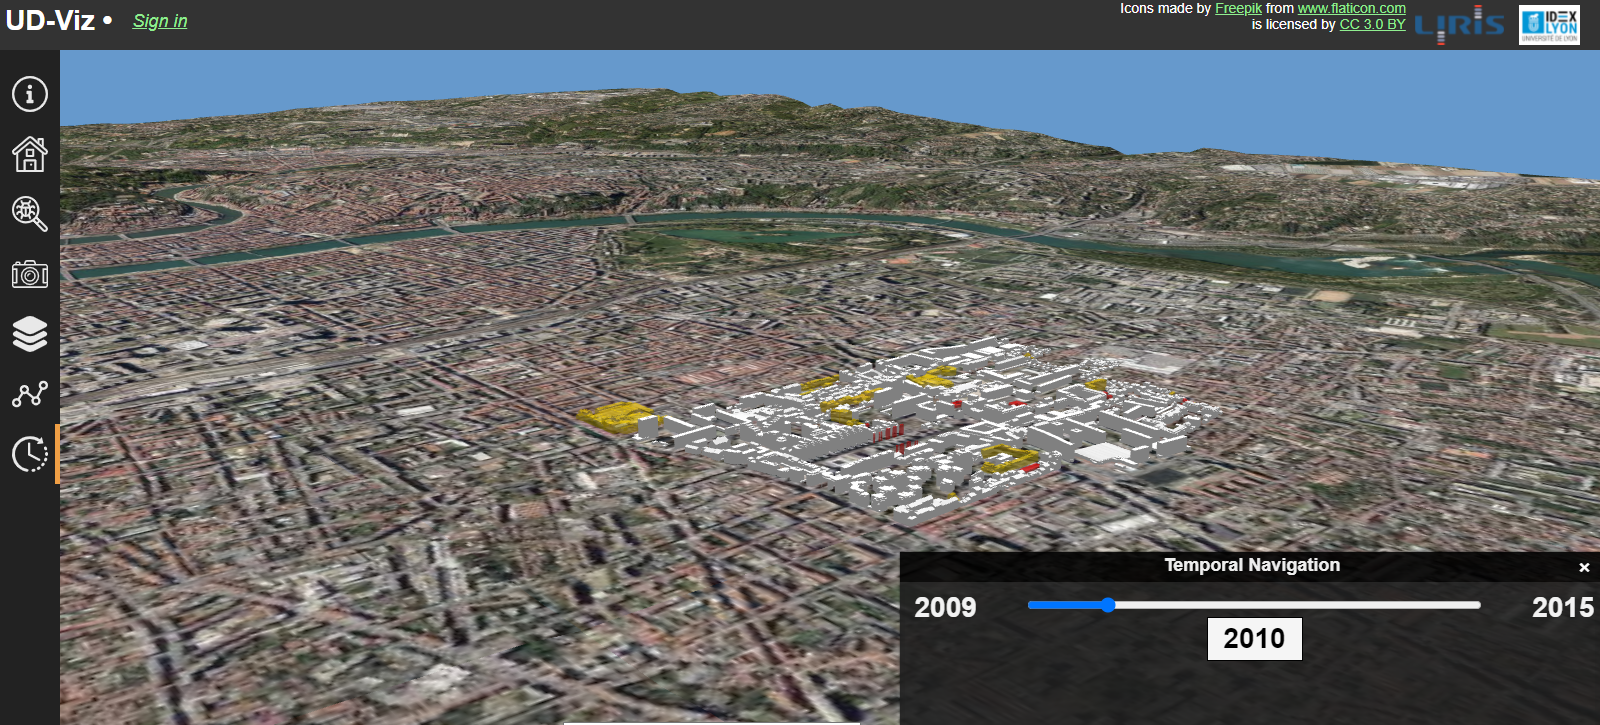 UD-Viz • Sign in
Icons made by Freepik from www.flaticon.com
is licensed by CC 3.0 BY
LIRIS
IDEX
LYON
UNIVERSITÉ DE LYON
Temporal Navigation
×
2009
2015
2010